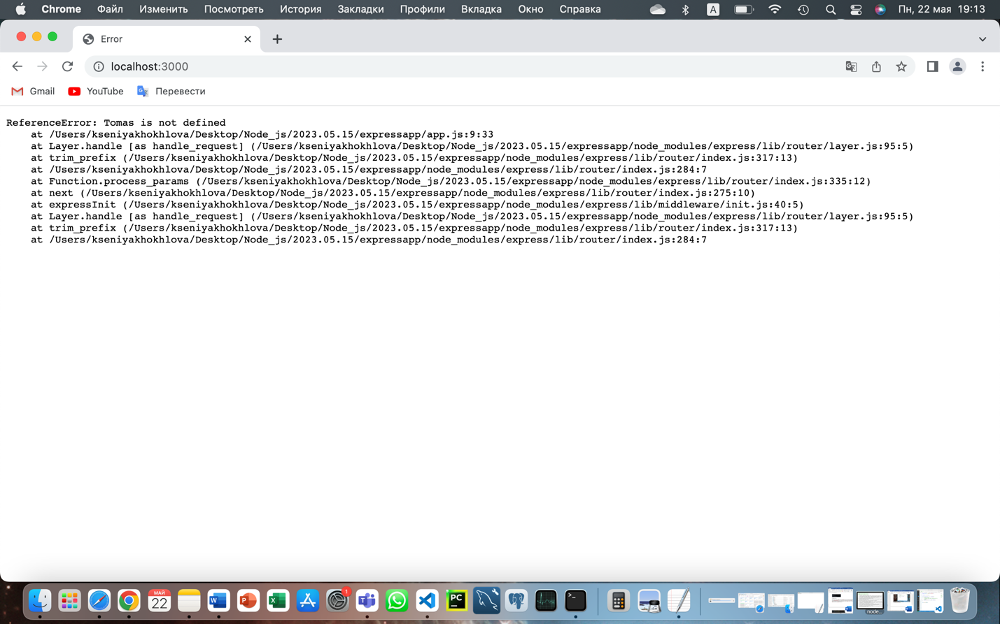 Chrome Файл Изменить Посмотреть История Закладки Профили Вкладка Окно Справка A Пн, 22 мая 19:13
Error
localhost:3000
Gmail YouTube Перевести
ReferenceError: Tomas is not defined
at /Users/kseniyakhokhlova/Desktop/Node_js/2023.05.15/expressapp/app.js:9:33
at Layer.handle [as handle_request] (/Users/kseniyakhokhlova/Desktop/Node_js/2023.05.15/expressapp/node_modules/express/lib/router/layer.js:95:5)
at trim_prefix (/Users/kseniyakhokhlova/Desktop/Node_js/2023.05.15/expressapp/node_modules/express/lib/router/index.js:317:13)
at /Users/kseniyakhokhlova/Desktop/Node_js/2023.05.15/expressapp/node_modules/express/lib/router/index.js:284:7
at Function.process_params (/Users/kseniyakhokhlova/Desktop/Node_js/2023.05.15/expressapp/node_modules/express/lib/router/index.js:335:12)
at next (/Users/kseniyakhokhlova/Desktop/Node_js/2023.05.15/expressapp/node_modules/express/lib/router/index.js:275:10)
at expressInit (/Users/kseniyakhokhlova/Desktop/Node_js/2023.05.15/expressapp/node_modules/express/lib/middleware/init.js:40:5)
at Layer.handle [as handle_request] (/Users/kseniyakhokhlova/Desktop/Node_js/2023.05.15/expressapp/node_modules/express/lib/router/layer.js:95:5)
at trim_prefix (/Users/kseniyakhokhlova/Desktop/Node_js/2023.05.15/expressapp/node_modules/express/lib/router/index.js:317:13)
at /Users/kseniyakhokhlova/Desktop/Node_js/2023.05.15/expressapp/node_modules/express/lib/router/index.js:284:7
МАЙ
22 W P X 1 T PC >_
node...